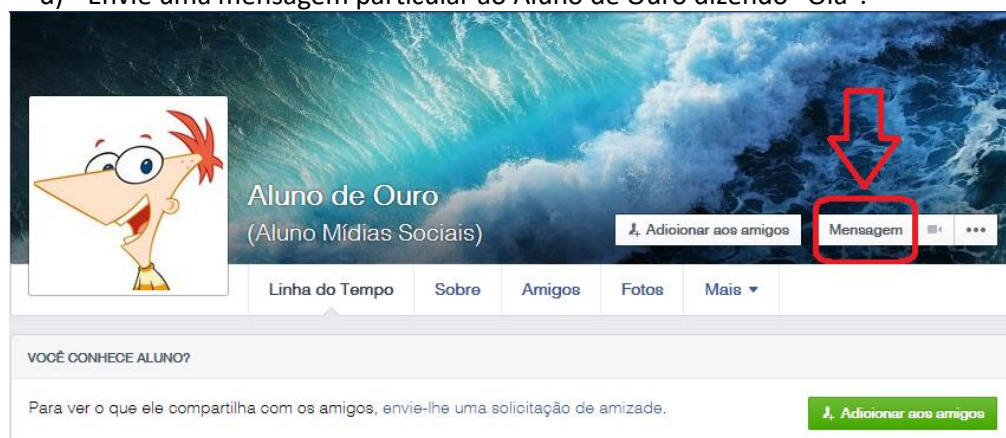 Envie uma mensagem particular ao Aluno de Ouro dizendo "Olá".
Aluno de Ouro
(Aluno Mídias Sociais)
Adicionar aos amigos
Mensagem
Linha do Tempo Sobre Amigos Fotos Mais
VOCÊ CONHECE ALUNO?
Para ver o que ele compartilha com os amigos, envie-lhe uma solicitação de amizade.
Adicionar aos amigos